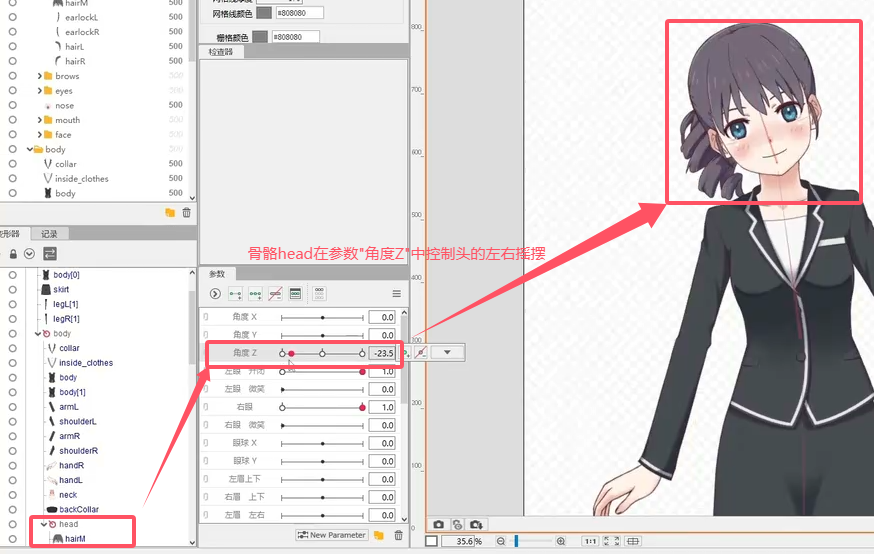 hairM 500
earlockL 500
earlockR 500
hairL 500
hairR 500
brows 500
eyes 500
nose 500
mouth 500
face 500
body 500
collar 500
inside_clothes 500
body 500
网格线颜色 #808080
栅格颜色 #808080
检查器
记录
body[0]
skirt
legL[1]
legR[1]
body
collar
inside_clothes
body
body[1]
armL
shoulderL
armR
shoulderR
handR
handL
neck
backCollar
head
hairM
骨骼head在参数"角度Z"中控制头的左右摇摆
参数
角度 X 0.0
角度 Y 0.0
角度 Z -23.5
左眼 开闭 1.0
左眼 微笑 0.0
右眼 1.0
右眼 微笑 0.0
眼球 X 0.0
眼球 Y 0.0
左眉上下 0.0
右眉 上下 0.0
左眉 左右 0.0
New Parameter
800
700
600
500
400
300
200
100
0
35.6 %
1:1